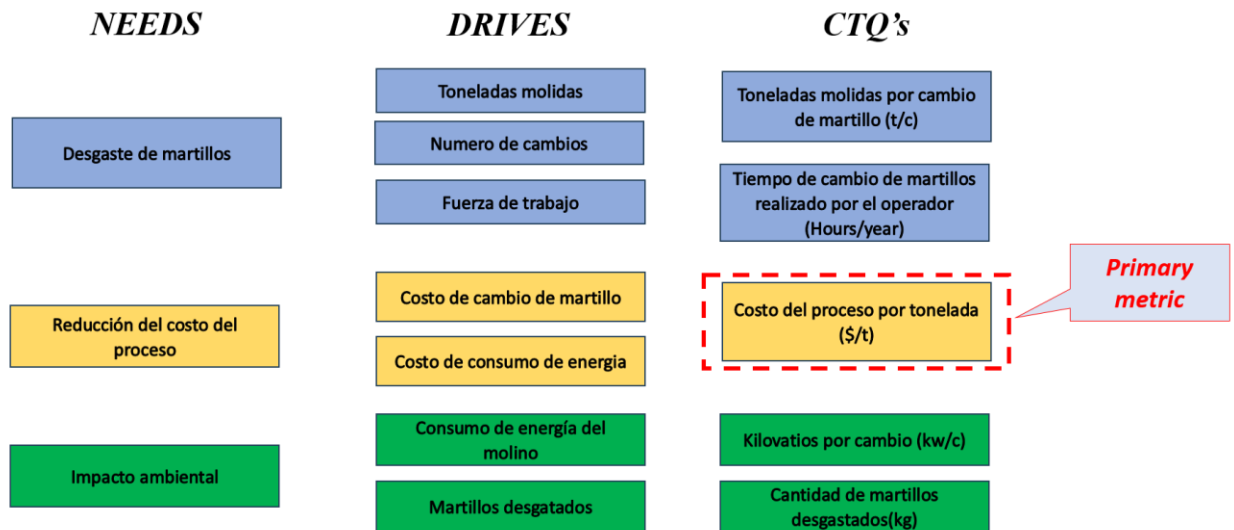 NEEDS
DRIVES
CTQ's
Desgaste de martillos
Toneladas molidas
Numero de cambios
Fuerza de trabajo
Toneladas molidas por cambio
de martillo (t/c)
Tiempo de cambio de martillos
realizado por el operador
(Hours/year)
Reducción del costo del
proceso
Costo de cambio de martillo
Costo de consumo de energia
Costo del proceso por tonelada
($/t)
Primary
metric
Impacto ambiental
Consumo de energía del
molino
Martillos desgatados
Kilovatios por cambio (kw/c)
Cantidad de martillos
desgastados(kg)